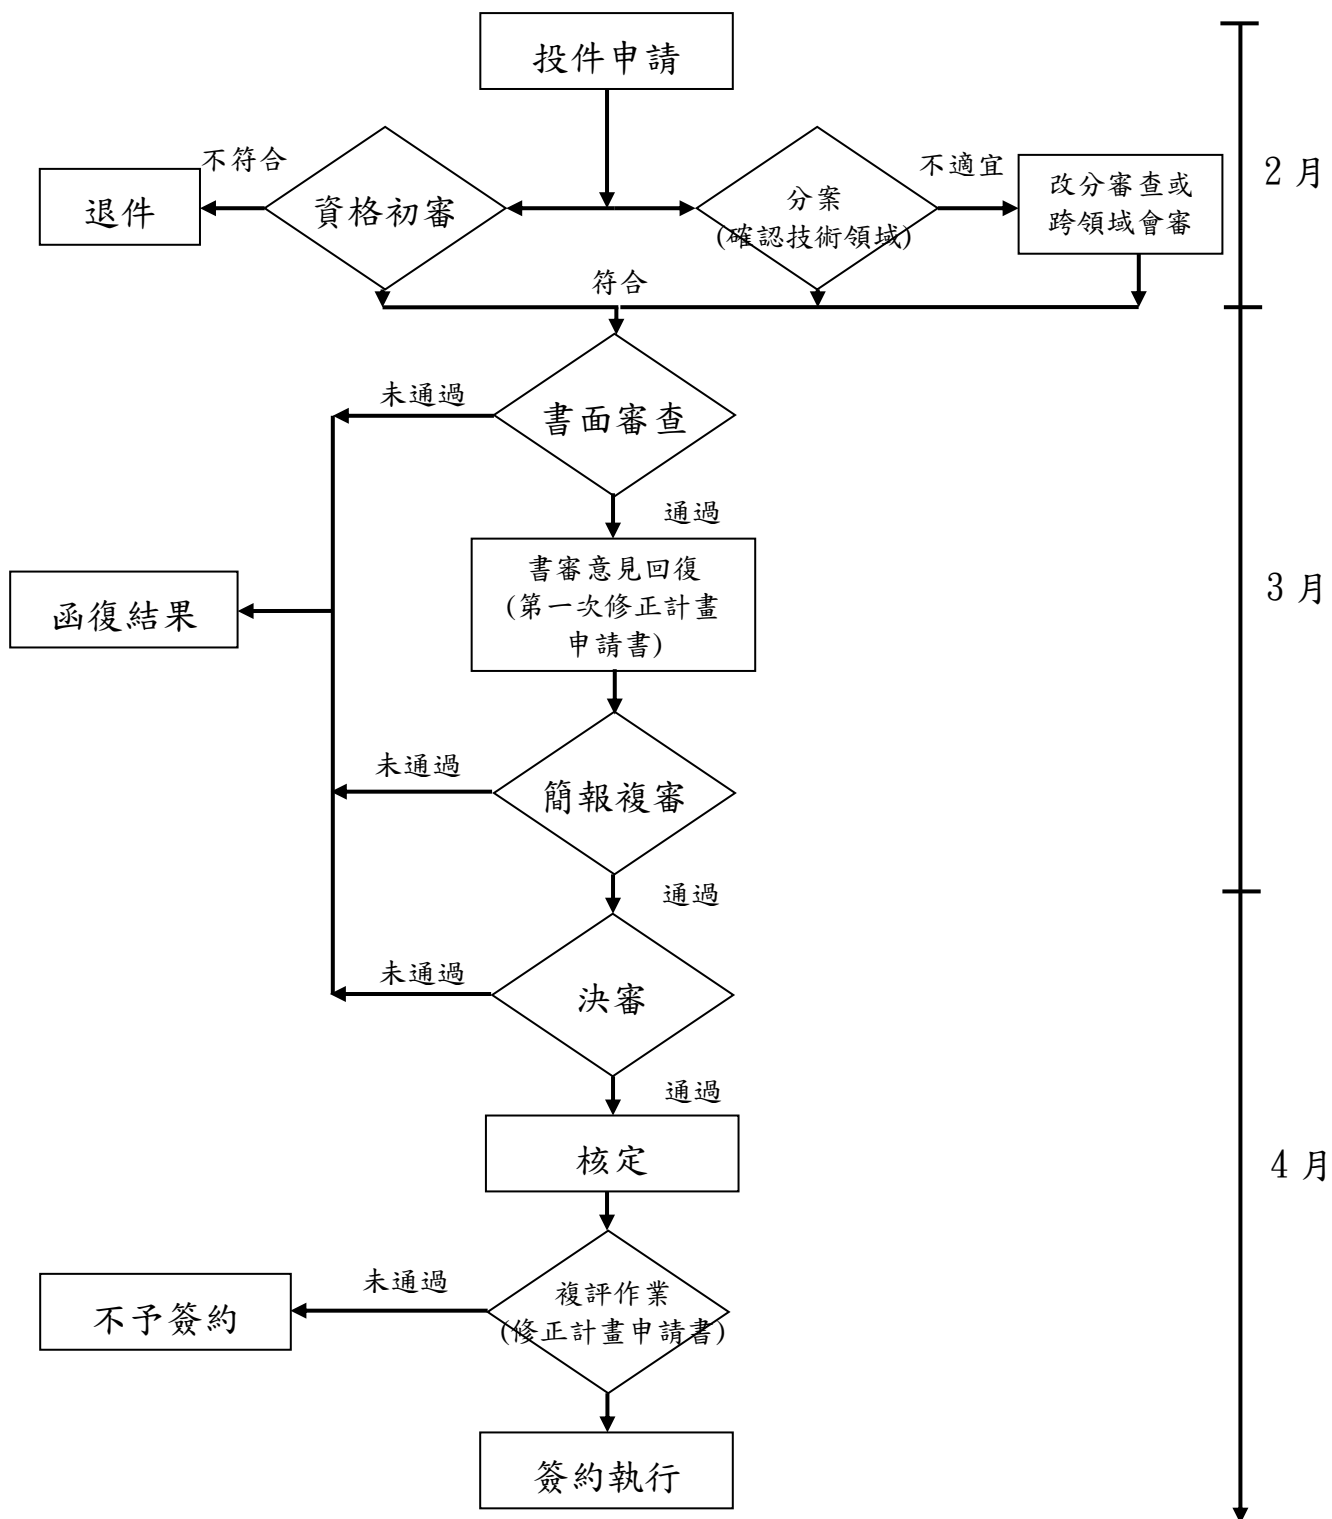 投件申請
2月
不符合
不適宜
退件
資格初審
分案
(確認技術領域)
改分審查或
跨領域會審
符合
未通過
書面審查
通過
書審意見回復
(第一次修正計畫
申請書)
函復結果
3月
未通過
簡報複審
通過
未通過
決審
通過
核定
4月
未通過
複評作業
(修正計畫申請書)
不予簽約
簽約執行